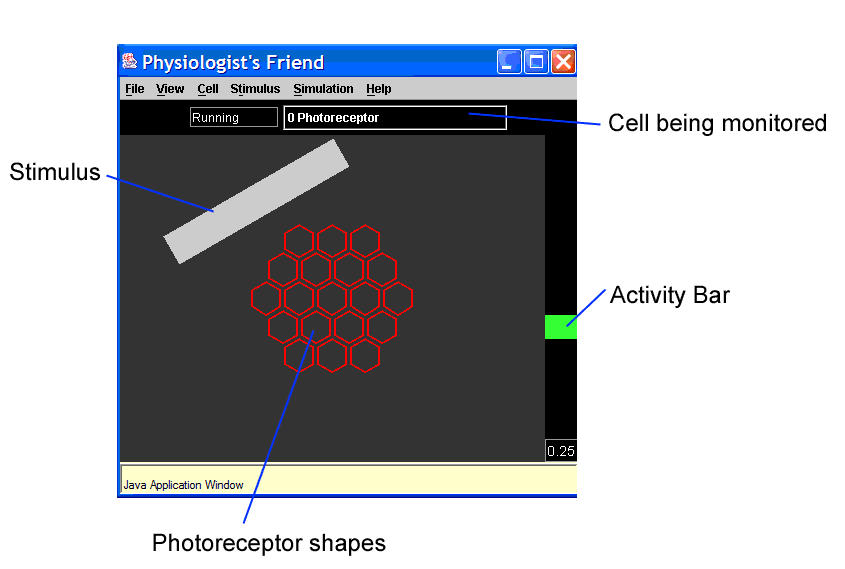 Physiologist's Friend
File View Cell Stimulus Simulation Help
Running 0 Photoreceptor
Cell being monitored
Stimulus
Activity Bar
0.25
Java Application Window
Photoreceptor shapes